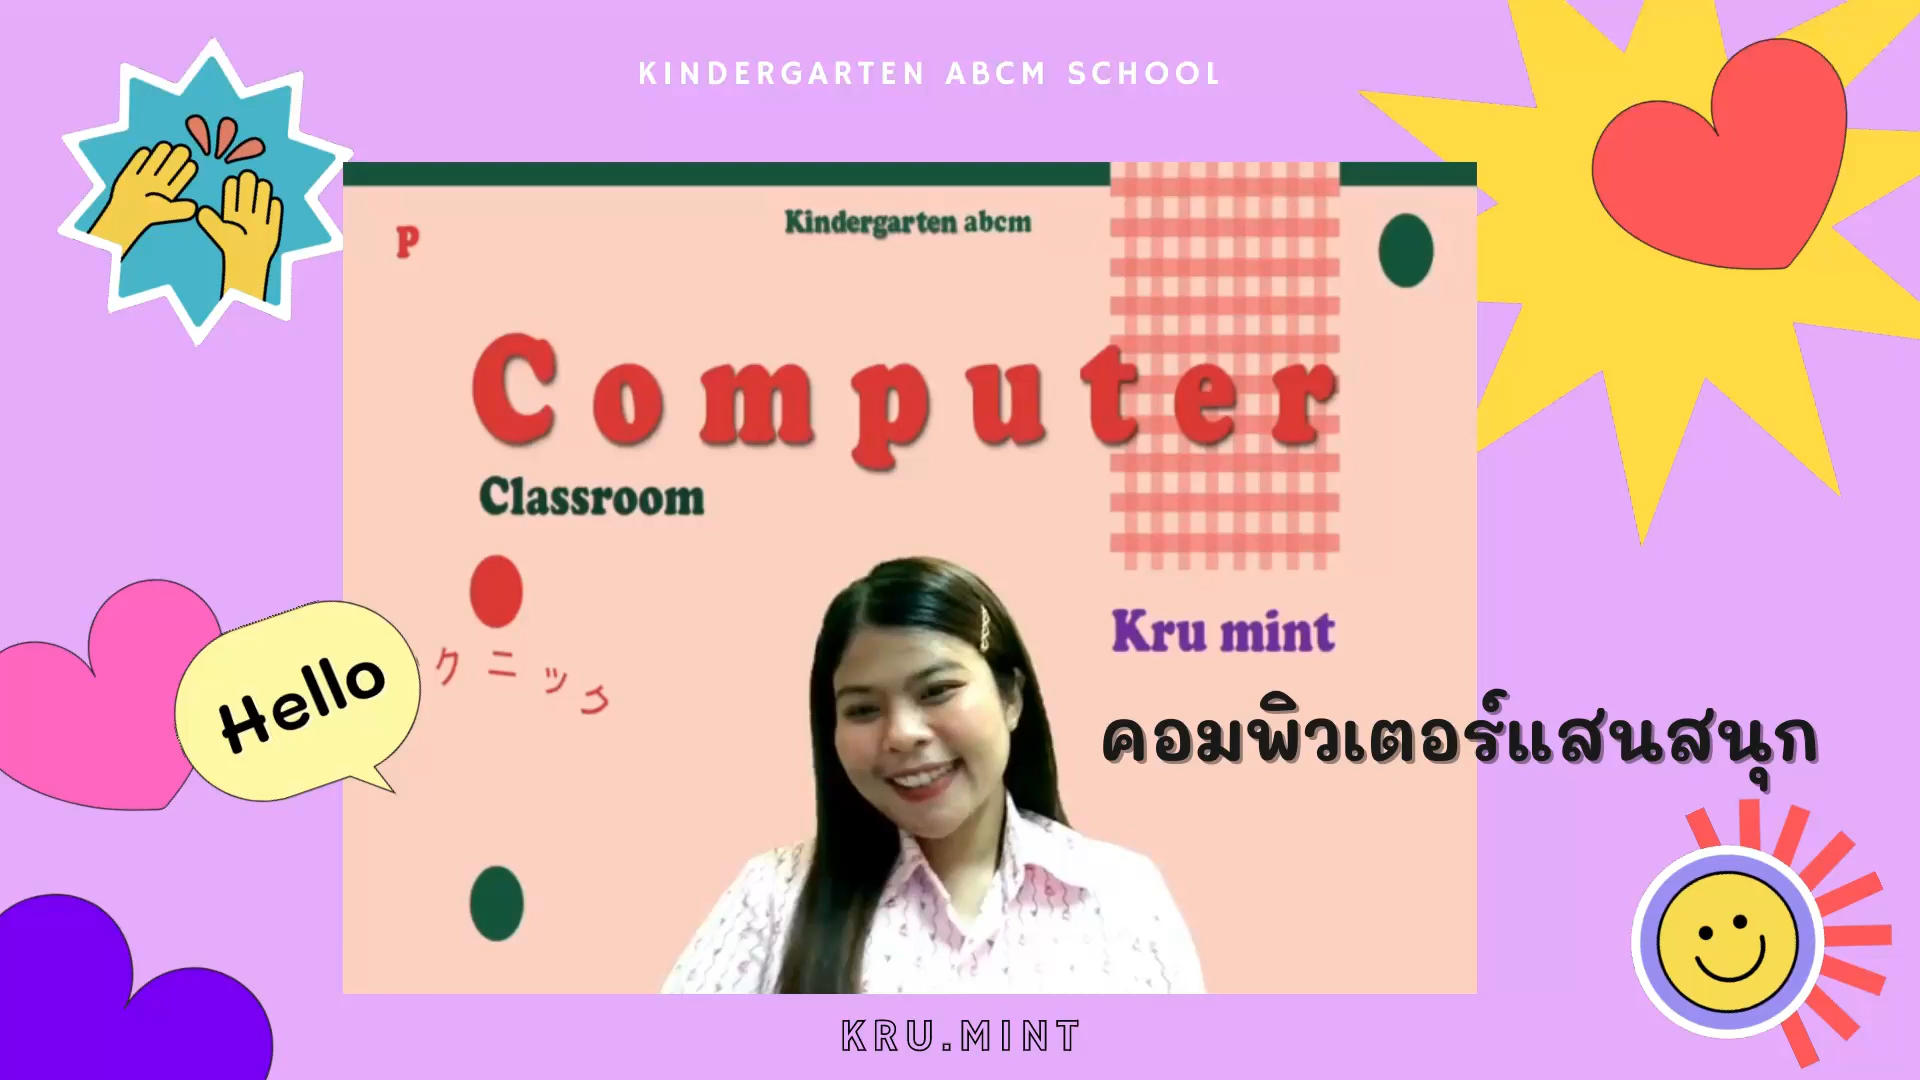 KINDERGARTEN ABCM SCHOOL
Kindergarten abcm
P
Computer
Classroom
Kru mint
Hello
クニック
คอมพิวเตอร์แสนสนุก
KRU.MINT